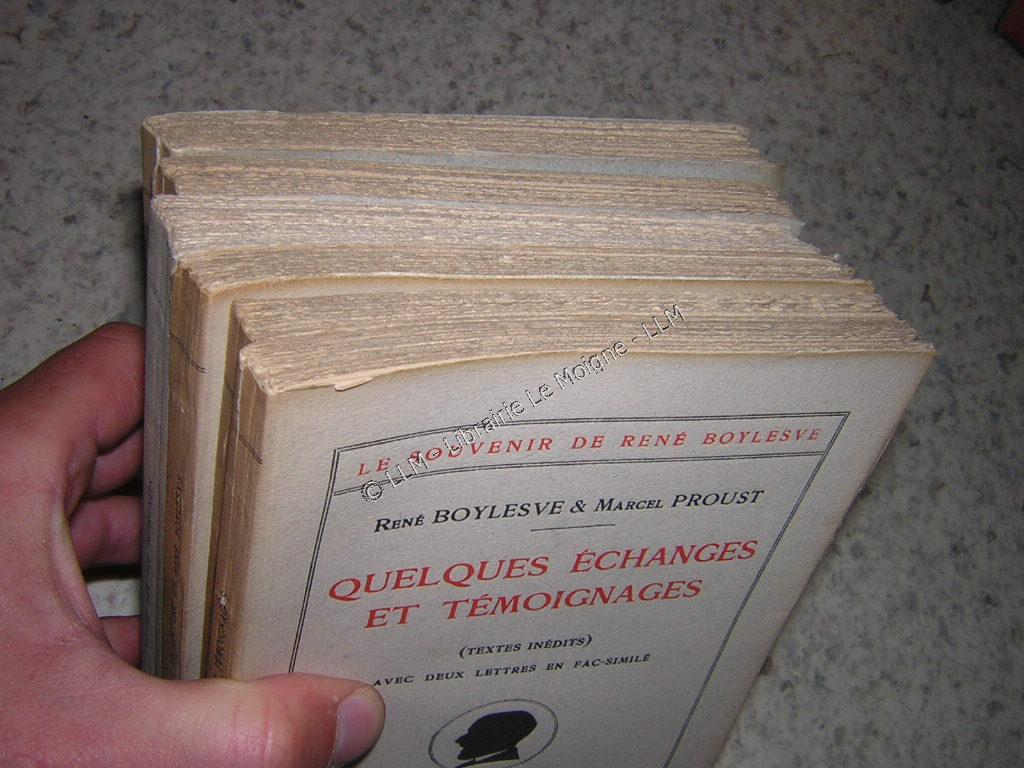 LE SOUVENIR DE RENÉ BOYLESVE
© LLM - Librairie Le Moigne - LLM
RENÉ BOYLESVE & MARCEL PROUST
QUELQUES ÉCHANGES
ET TÉMOIGNAGES
(TEXTES INÉDITS)
AVEC DEUX LETTRES EN FAC-SIMILÉ